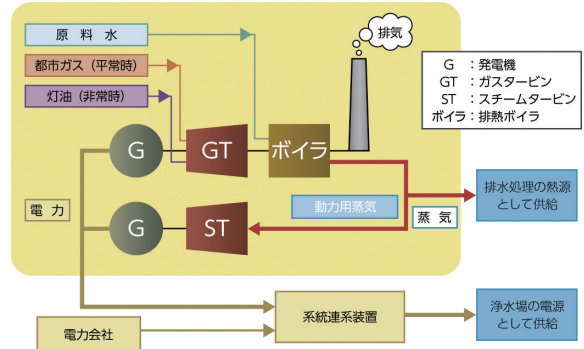 原料水
都市ガス（平常時）
灯油（非常時）
排気
G：発電機
GT：ガスタービン
ST：スチームタービン
ボイラ：排熱ボイラ
G
GT
ボイラ
排水処理の熱源
として供給
電力
動力用蒸気
蒸気
G
ST
系統連系装置
浄水場の電源
として供給
電力会社